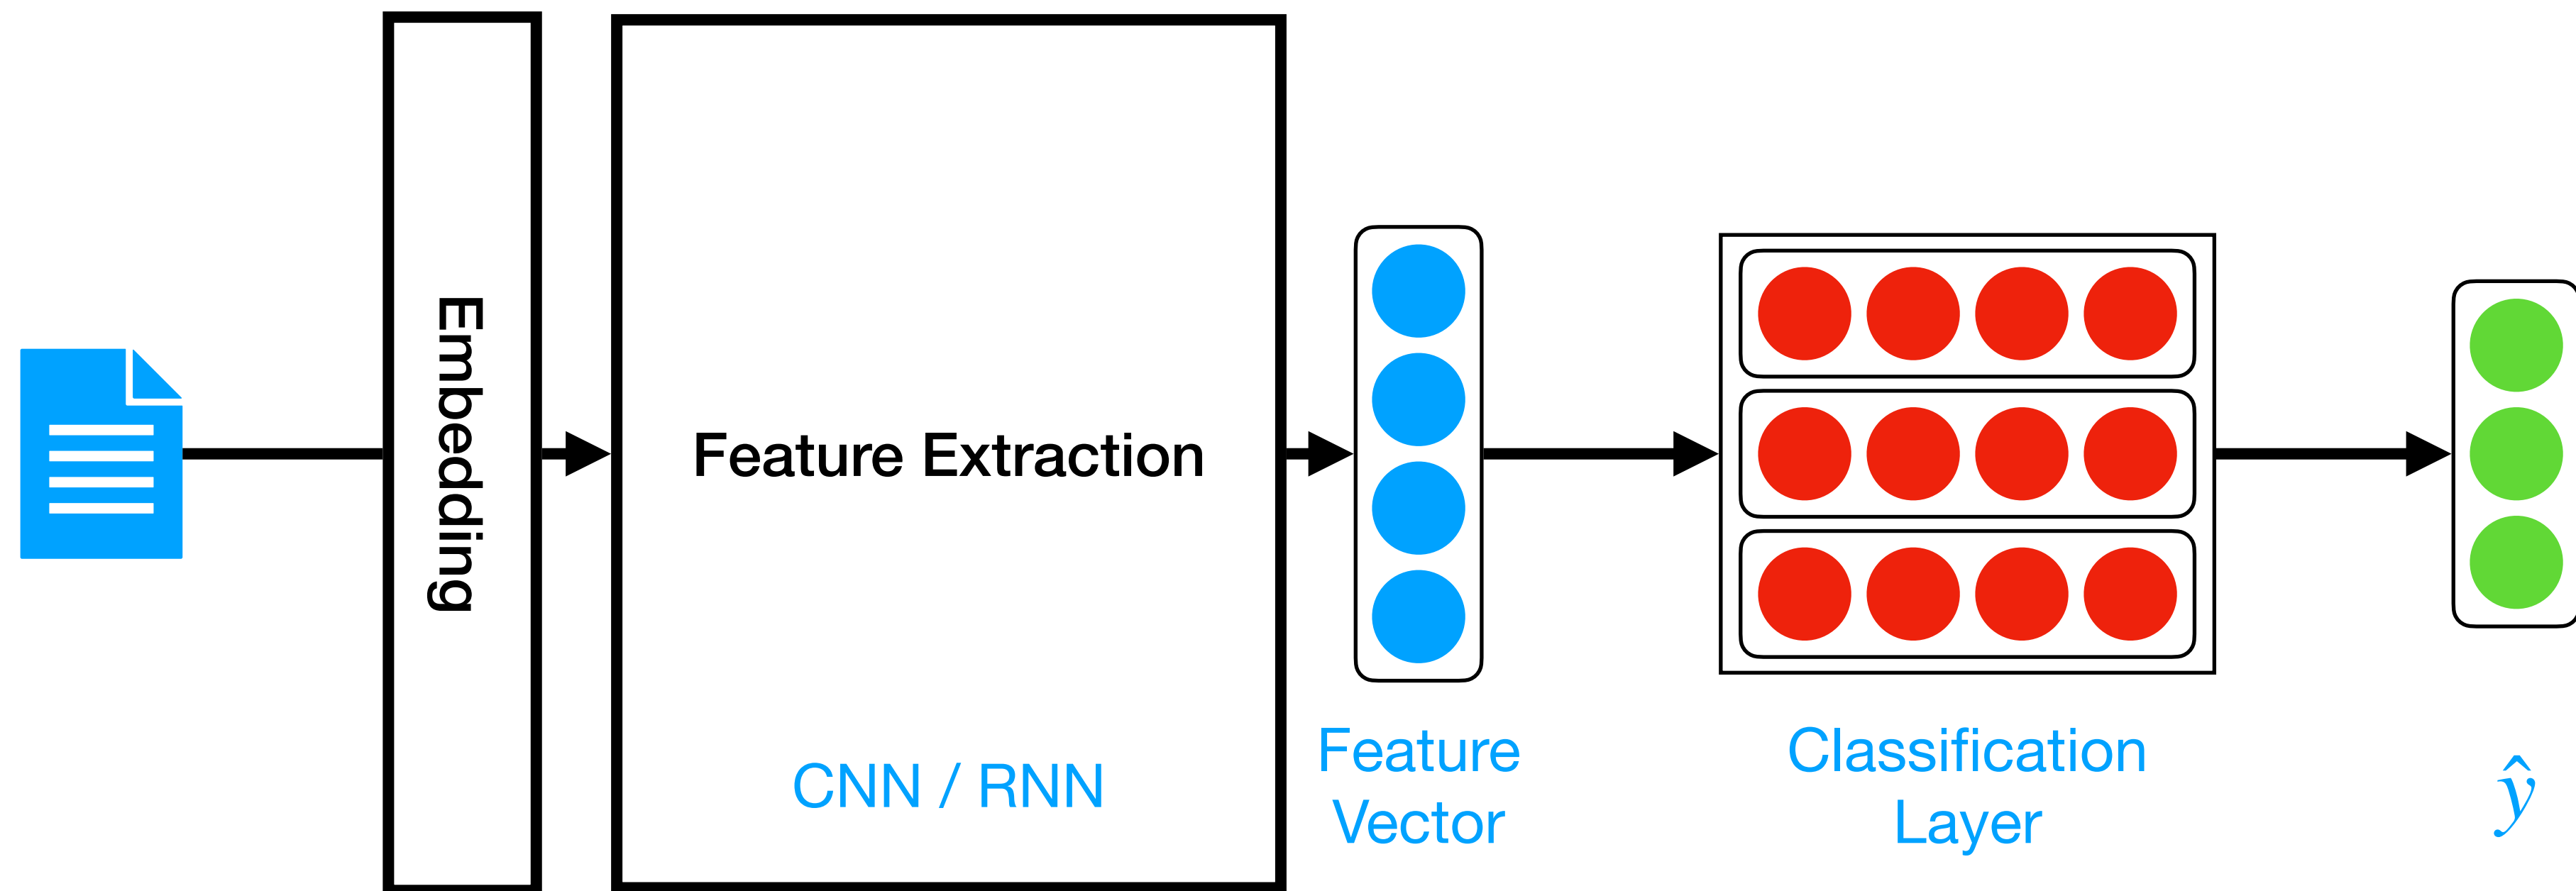 Embedding
Feature Extraction
CNN / RNN
Feature
Vector
Classification
Layer
ŷ